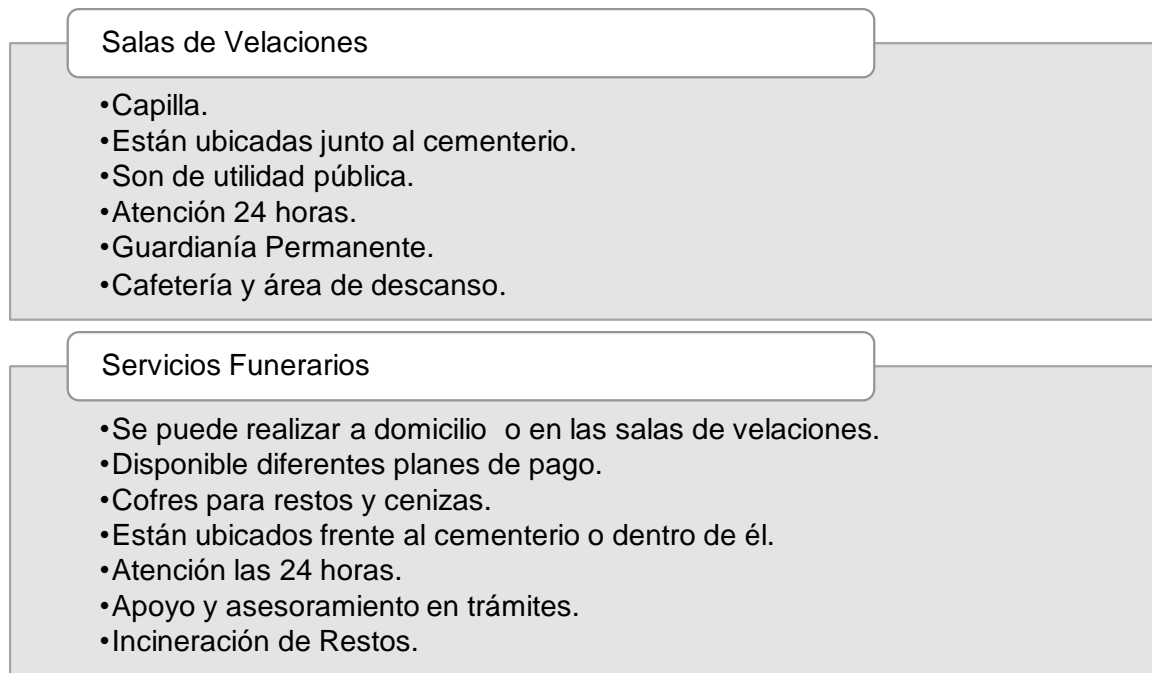 Salas de Velaciones
•Capilla.
•Están ubicadas junto al cementerio.
•Son de utilidad pública.
•Atención 24 horas.
•Guardianía Permanente.
•Cafetería y área de descanso.
Servicios Funerarios
•Se puede realizar a domicilio  o en las salas de velaciones.
•Disponible diferentes planes de pago.
•Cofres para restos y cenizas.
•Están ubicados frente al cementerio o dentro de él.
•Atención las 24 horas.
•Apoyo y asesoramiento en trámites.
•Incineración de Restos.